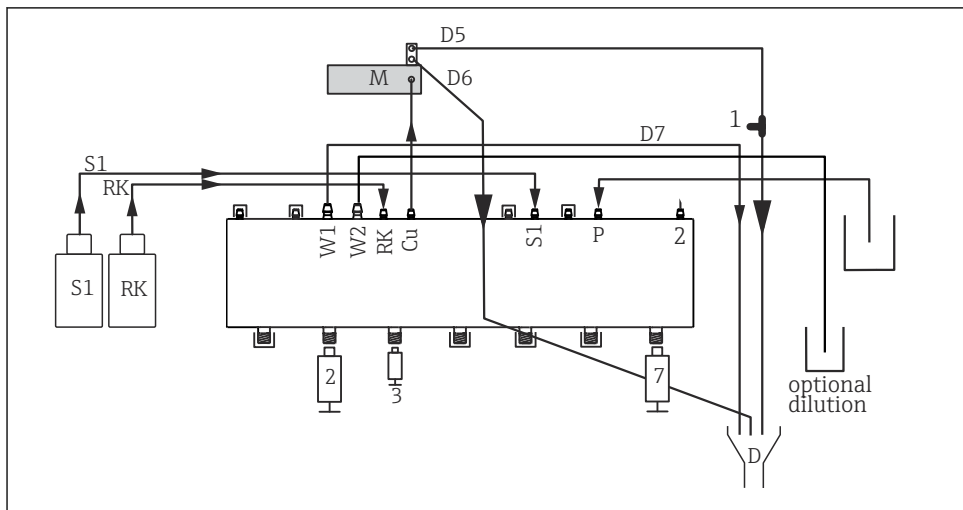 D5
M
D6
1
D7
S1
RK
W1
W2
RK
Cu
S1
P
2
S1
RK
2
3
7
optional
dilution
D